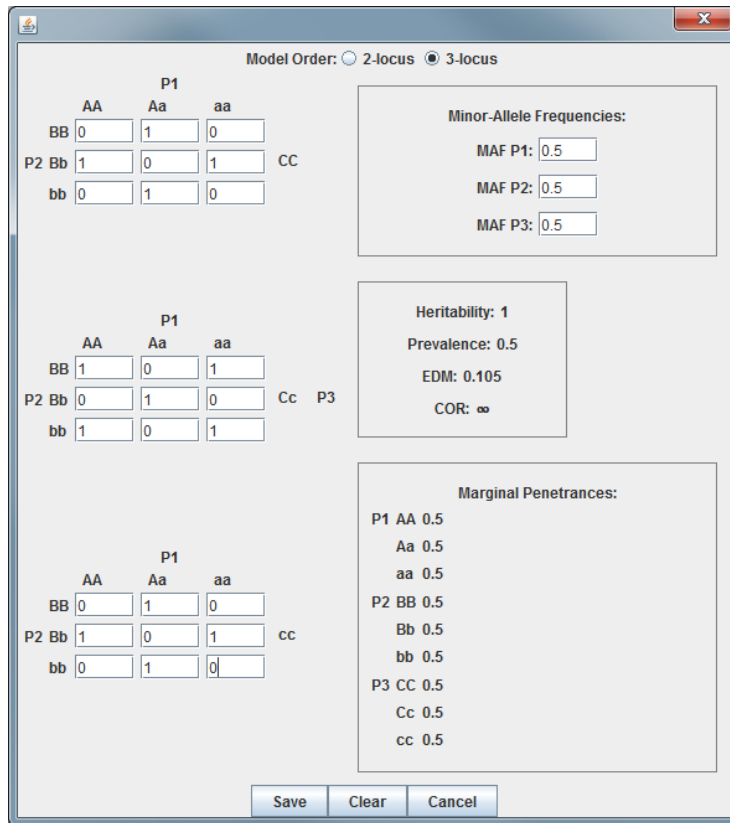 Model Order: 2-locus 3-locus
P1
AA Aa aa
BB 0 1 0
P2 Bb 1 0 1 CC
bb 0 1 0
Minor-Allele Frequencies:
MAF P1: 0.5
MAF P2: 0.5
MAF P3: 0.5
P1
AA Aa aa
BB 1 0 1
P2 Bb 0 1 0 Cc P3
bb 1 0 1
Heritability: 1
Prevalence: 0.5
EDM: 0.105
COR: ∞
P1
AA Aa aa
BB 0 1 0
P2 Bb 1 0 1 cc
bb 0 1 0
Marginal Penetrances:
P1 AA 0.5
Aa 0.5
aa 0.5
P2 BB 0.5
Bb 0.5
bb 0.5
P3 CC 0.5
Cc 0.5
cc 0.5
Save Clear Cancel